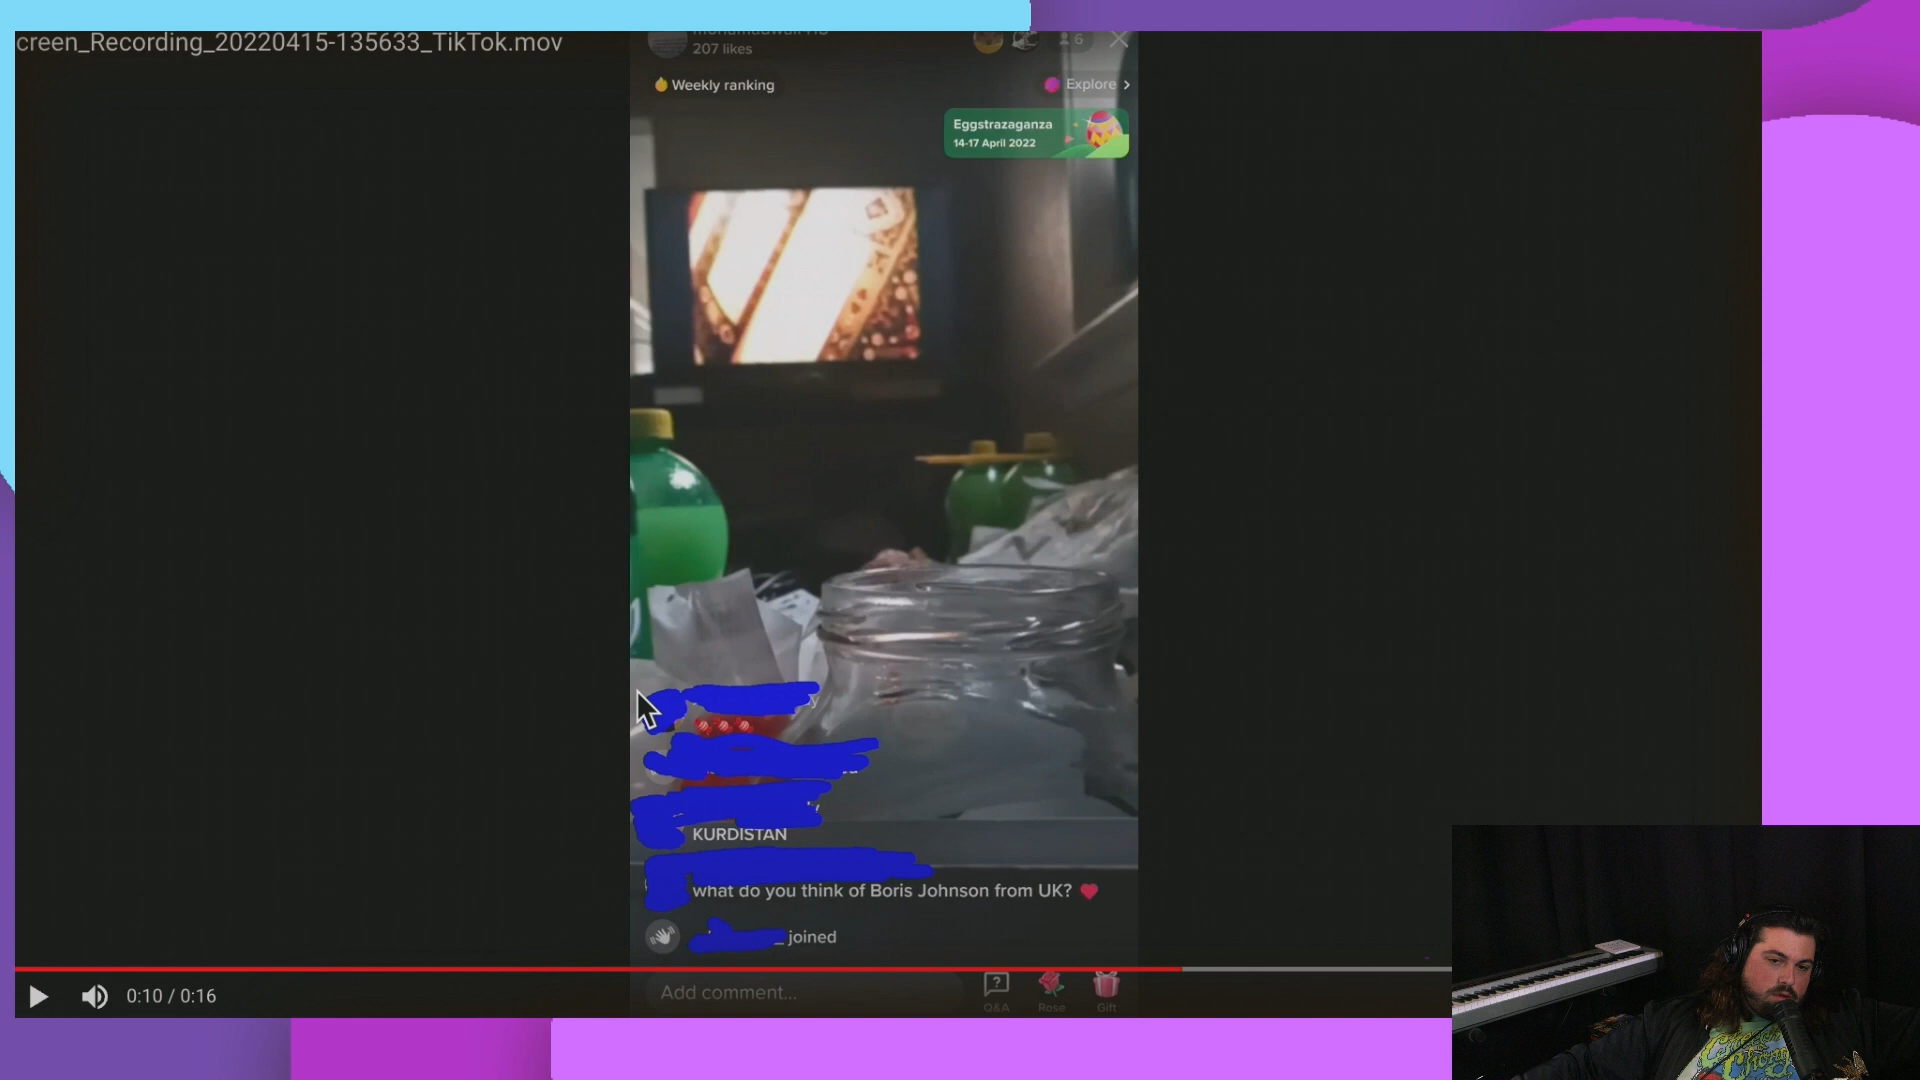 creen_Recording_20220415-135633_TikTok.mov
207 likes
6
Weekly ranking
Explore >
Eggstrazaganza
14-17 April 2022
KURDISTAN
what do you think of Boris Johnson from UK? ❤️
joined
Add comment...
Q&A
Rose
Gift
0:10 / 0:16